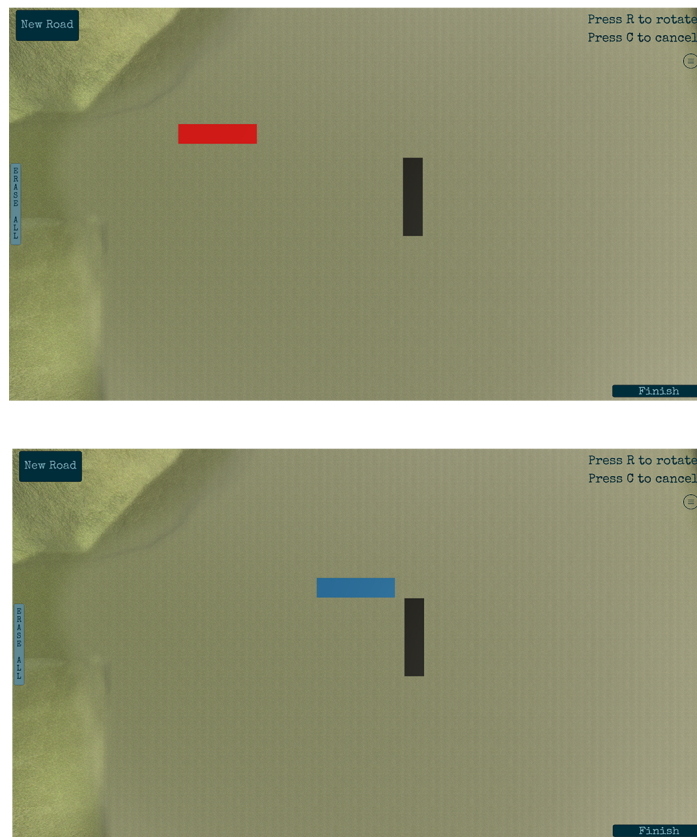 New Road
Press R to rotate
Press C to cancel
ERASE ALL
Finish
New Road
Press R to rotate
Press C to cancel
ERASE ALL
Finish